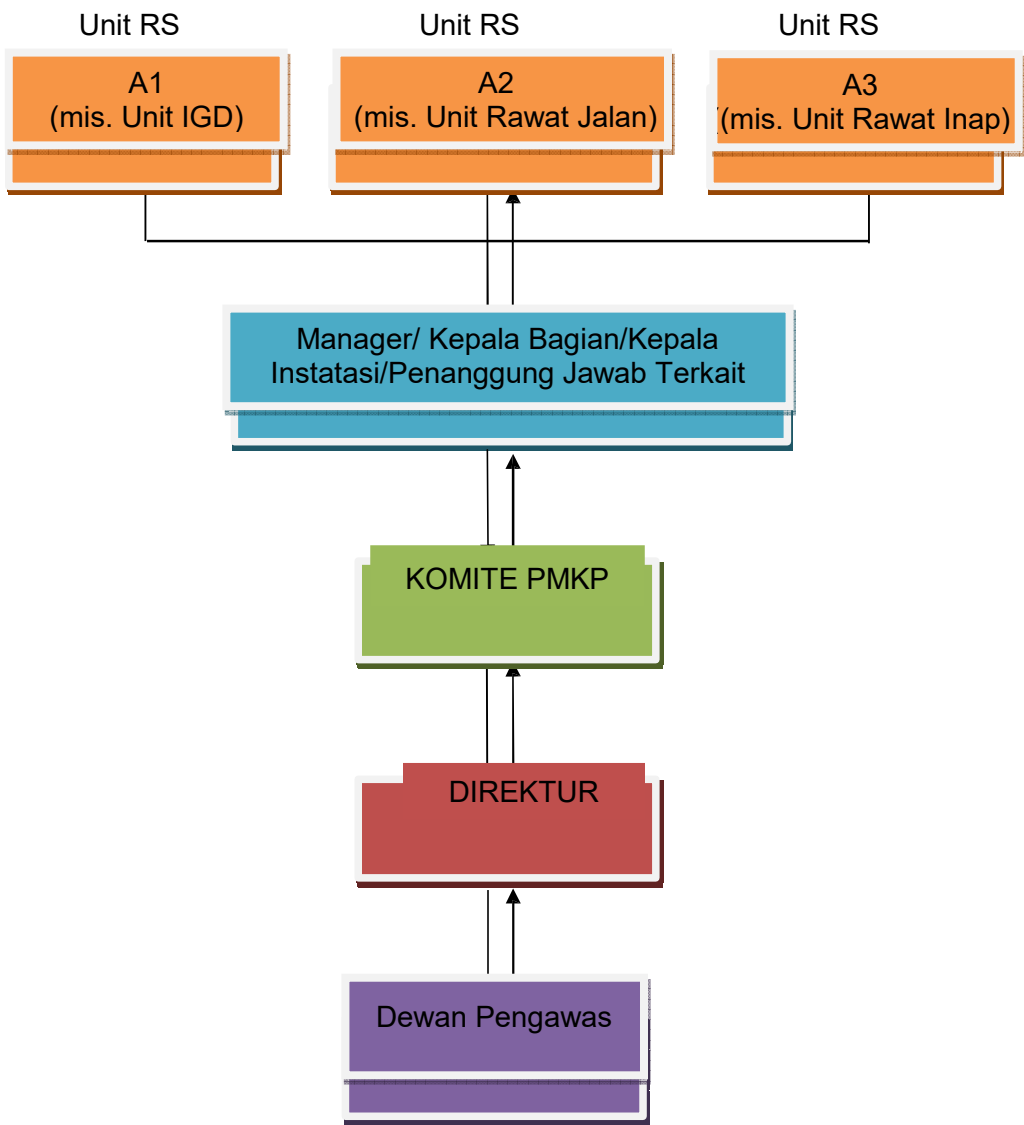 Unit RS
Unit RS
Unit RS
A1
(mis. Unit IGD)
A2
(mis. Unit Rawat Jalan)
A3
(mis. Unit Rawat Inap)
Manager/ Kepala Bagian/Kepala
Instatasi/Penanggung Jawab Terkait
KOMITE PMKP
DIREKTUR
Dewan Pengawas